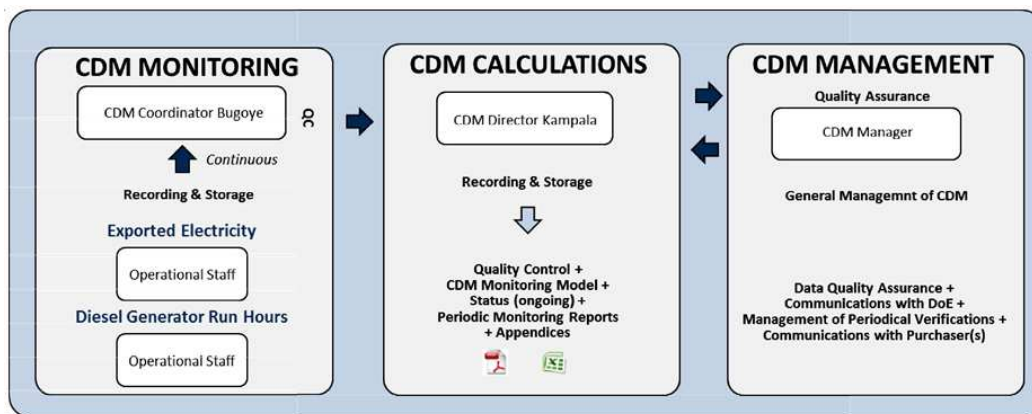 CDM MONITORING
CDM Coordinator Bugoye
QC
Continuous
Recording & Storage
Exported Electricity
Operational Staff
Diesel Generator Run Hours
Operational Staff
CDM CALCULATIONS
CDM Director Kampala
Recording & Storage
Quality Control +
CDM Monitoring Model +
Status (ongoing) +
Periodic Monitoring Reports
+ Appendices
CDM MANAGEMENT
Quality Assurance
CDM Manager
General Managemnt of CDM
Data Quality Assurance +
Communications with DoE +
Management of Periodical Verifications +
Communications with Purchaser(s)